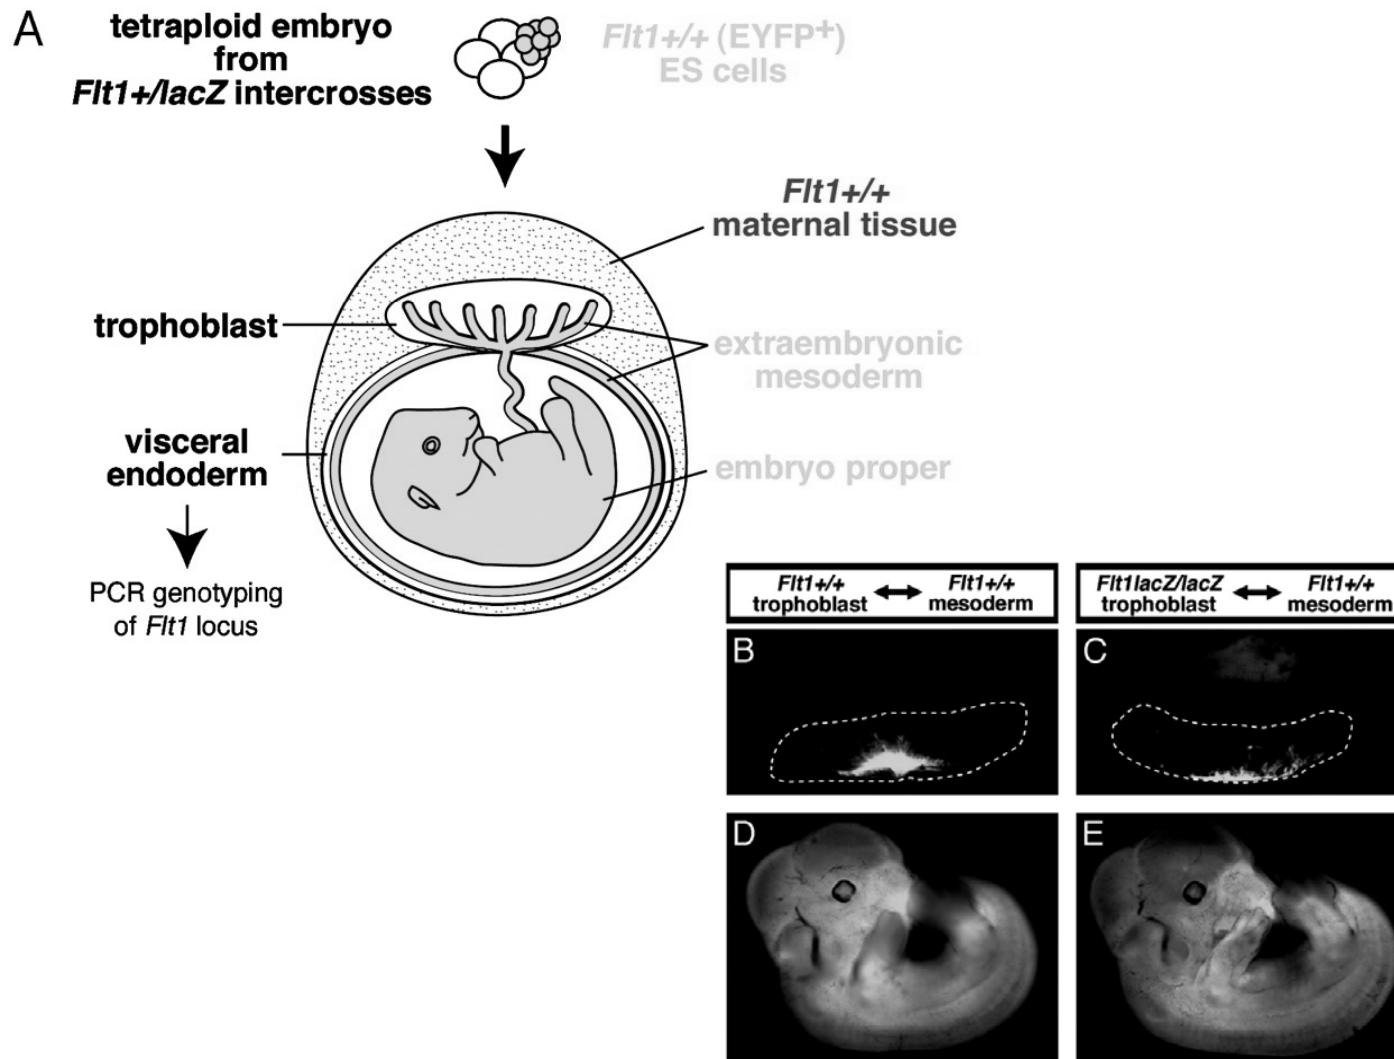 A
tetraploid embryo
from
Flt1+/lacZ intercrosses
Flt1+/+ (EYFP+)
ES cells
Flt1+/+
maternal tissue
trophoblast
extraembryonic
mesoderm
visceral
endoderm
embryo proper
PCR genotyping
of Flt1 locus
Flt1+/+
trophoblast
Flt1+/+
mesoderm
Flt1lacZ/lacZ
trophoblast
Flt1+/+
mesoderm
B
C
D
E